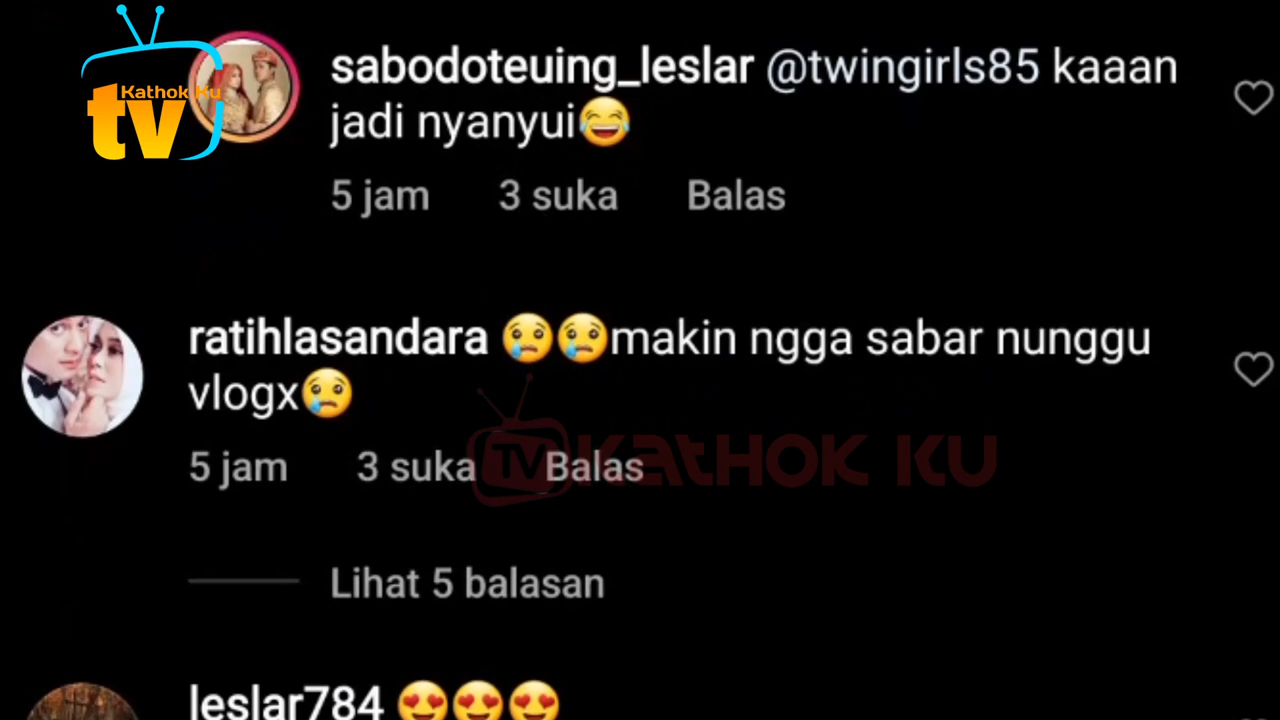 sabodoteuing_leslar @twingirls85 kaaan
jadi nyanyui😂
5 jam 3 suka Balas
Kathok Ku
tv
ratihlasandara 😢😢makin ngga sabar nunggu
vlogx😢
5 jam 3 suka Balas
TV KATHOK KU
Lihat 5 balasan
leslar784 😍😍😍